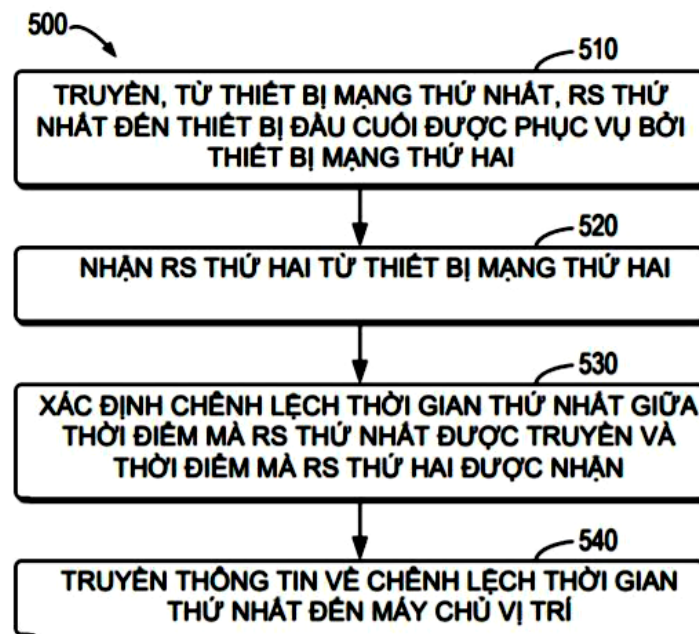 500
510
TRUYỀN, TỪ THIẾT BỊ MẠNG THỨ NHẤT, RS THỨ
NHẤT ĐẾN THIẾT BỊ ĐẦU CUỐI ĐƯỢC PHỤC VỤ BỞI
THIẾT BỊ MẠNG THỨ HAI
520
NHẬN RS THỨ HAI TỪ THIẾT BỊ MẠNG THỨ HAI
530
XÁC ĐỊNH CHÊNH LỆCH THỜI GIAN THỨ NHẤT GIỮA
THỜI ĐIỂM MÀ RS THỨ NHẤT ĐƯỢC TRUYỀN VÀ
THỜI ĐIỂM MÀ RS THỨ HAI ĐƯỢC NHẬN
540
TRUYỀN THÔNG TIN VỀ CHÊNH LỆCH THỜI GIAN
THỨ NHẤT ĐẾN MÁY CHỦ VỊ TRÍ